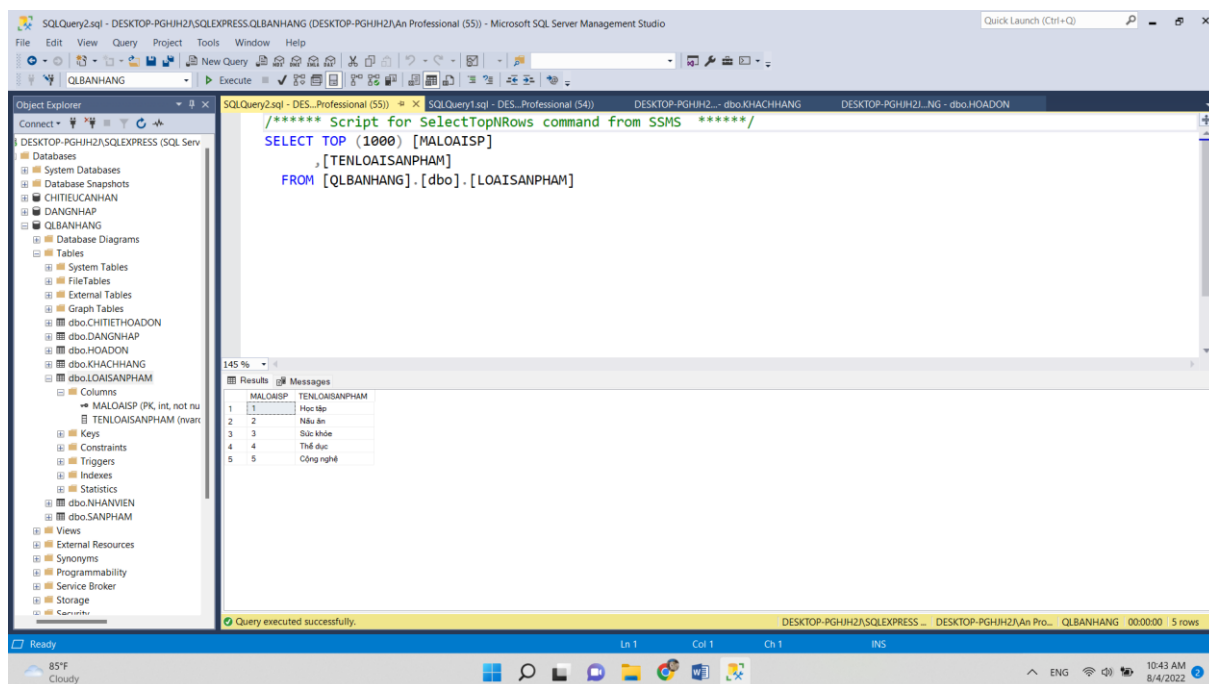 SQLQuery2.sql - DESKTOP-PGHJH2J\SQLEXPRESS.QLBANHANG (DESKTOP-PGHJH2J\An Professional (55)) - Microsoft SQL Server Management Studio
Quick Launch (Ctrl+Q)
File Edit View Query Project Tools Window Help
New Query
QLBANHANG
Execute
Object Explorer
SQLQuery2.sql - DES...Professional (55))
SQLQuery1.sql - DES...Professional (54))
DESKTOP-PGHJH2...- dbo.KHACHHANG
DESKTOP-PGHJH2J...NG - dbo.HOADON
Connect
DESKTOP-PGHJH2J\SQLEXPRESS (SQL Serv
Databases
System Databases
Database Snapshots
CHITIEUCANHAN
DANGNHAP
QLBANHANG
Database Diagrams
Tables
System Tables
FileTables
External Tables
Graph Tables
dbo.CHITIETHOADON
dbo.DANGNHAP
dbo.HOADON
dbo.KHACHHANG
dbo.LOAISANPHAM
Columns
MALOAISP (PK, int, not nu
TENLOAISANPHAM (nvarc
Keys
Constraints
Triggers
Indexes
Statistics
dbo.NHANVIEN
dbo.SANPHAM
Views
External Resources
Synonyms
Programmability
Service Broker
Storage
Security
/****** Script for SelectTopNRows command from SSMS ******/
SELECT TOP (1000) [MALOAISP]
,[TENLOAISANPHAM]
FROM [QLBANHANG].[dbo].[LOAISANPHAM]
145 %
Results Messages
MALOAISP TENLOAISANPHAM
1 1 Học tập
2 2 Nấu ăn
3 3 Sức khỏe
4 4 Thể dục
5 5 Công nghệ
Query executed successfully.
DESKTOP-PGHJH2J\SQLEXPRESS ... DESKTOP-PGHJH2J\An Pro... QLBANHANG 00:00:00 5 rows
Ready Ln 1 Col 1 Ch 1 INS
85°F
Cloudy
ENG
10:43 AM
8/4/2022
2